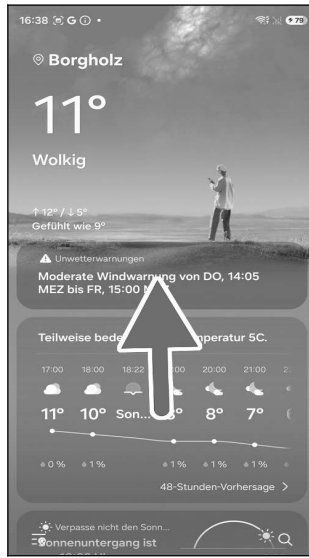 16:38 G 79
Borgholz
11°
Wolkig
↑ 12° / ↓ 5°
Gefühlt wie 9°
Unwetterwarnungen
Moderate Windwarnung von DO, 14:05
MEZ bis FR, 15:00
Teilweise 5C.
17:00 18:00 18:22 20:00 21:00
11° 10° Son... 8° 7°
0 % 1 % 1 % 1 % 1 %
48-Stunden-Vorhersage >
Verpasse nicht den Sonn...
Sonnenuntergang ist